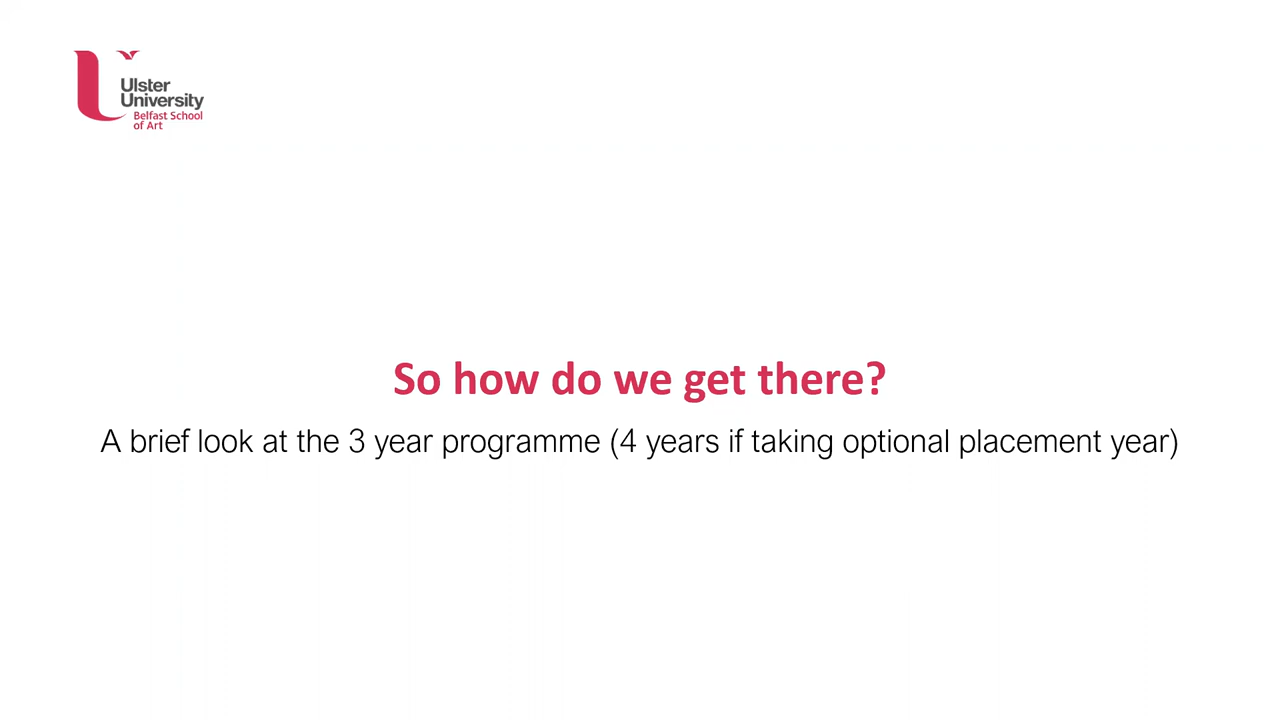 Ulster
University
Belfast School
of Art
So how do we get there?
A brief look at the 3 year programme (4 years if taking optional placement year)